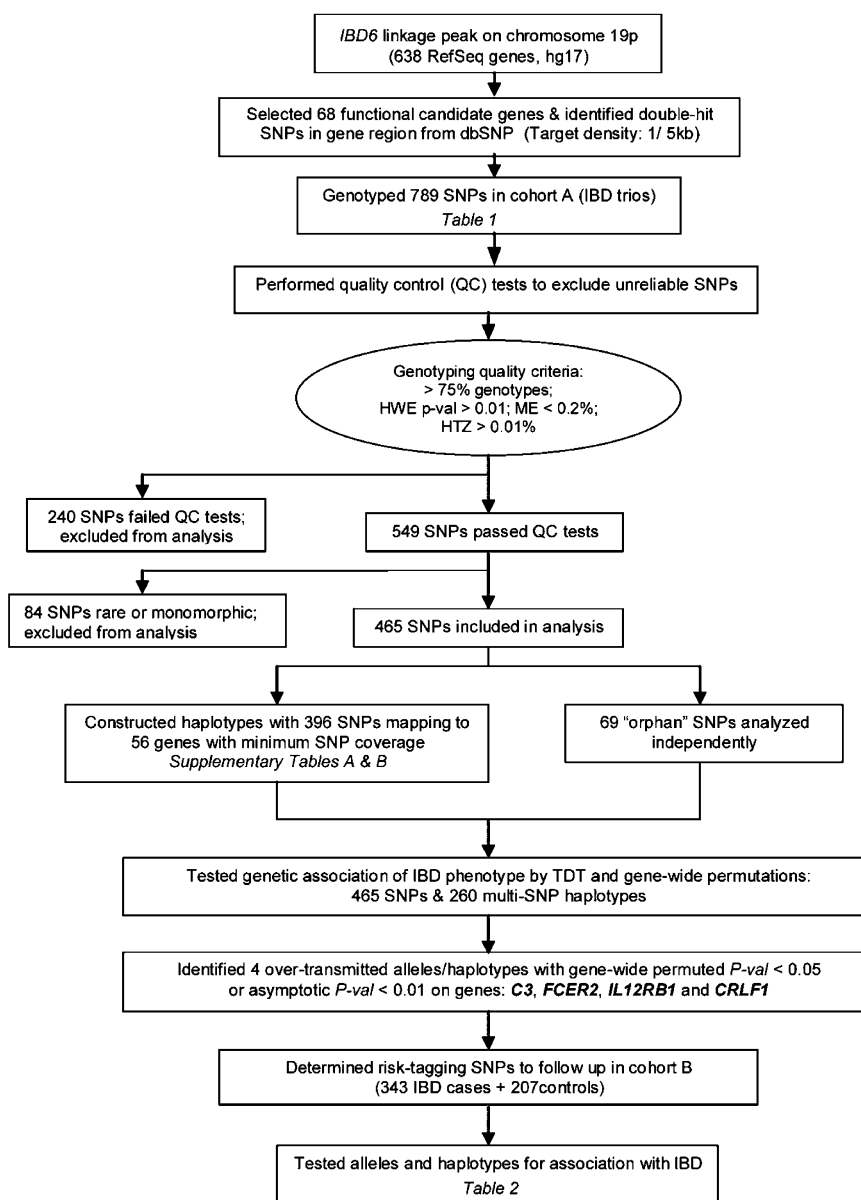 IBD6 linkage peak on chromosome 19p
(638 RefSeq genes, hg17)
Selected 68 functional candidate genes & identified double-hit
SNPs in gene region from dbSNP (Target density: 1/ 5kb)
Genotyped 789 SNPs in cohort A (IBD trios)
Table 1
Performed quality control (QC) tests to exclude unreliable SNPs
Genotyping quality criteria:
> 75% genotypes;
HWE p-val > 0.01; ME < 0.2%;
HTZ > 0.01%
240 SNPs failed QC tests;
excluded from analysis
549 SNPs passed QC tests
84 SNPs rare or monomorphic;
excluded from analysis
465 SNPs included in analysis
Constructed haplotypes with 396 SNPs mapping to
56 genes with minimum SNP coverage
Supplementary Tables A & B
69 “orphan” SNPs analyzed
independently
Tested genetic association of IBD phenotype by TDT and gene-wide permutations:
465 SNPs & 260 multi-SNP haplotypes
Identified 4 over-transmitted alleles/haplotypes with gene-wide permuted P-val < 0.05
or asymptotic P-val < 0.01 on genes: C3, FCER2, IL12RB1 and CRLF1
Determined risk-tagging SNPs to follow up in cohort B
(343 IBD cases + 207controls)
Tested alleles and haplotypes for association with IBD
Table 2